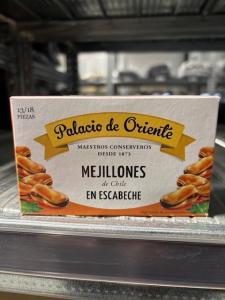 13/18
PIEZAS
Palacio de Oriente
MAESTROS CONSERVEROS
DESDE 1873
MEJILLONES
de Chile
EN ESCABECHE